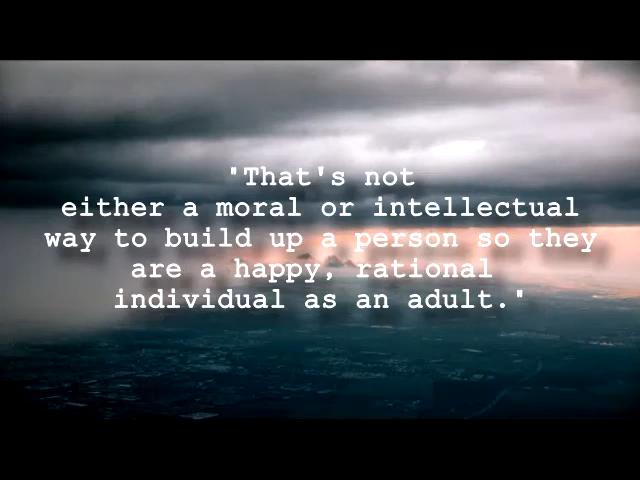 "That's not
either a moral or intellectual
way to build up a person so they
are a happy, rational
individual as an adult."